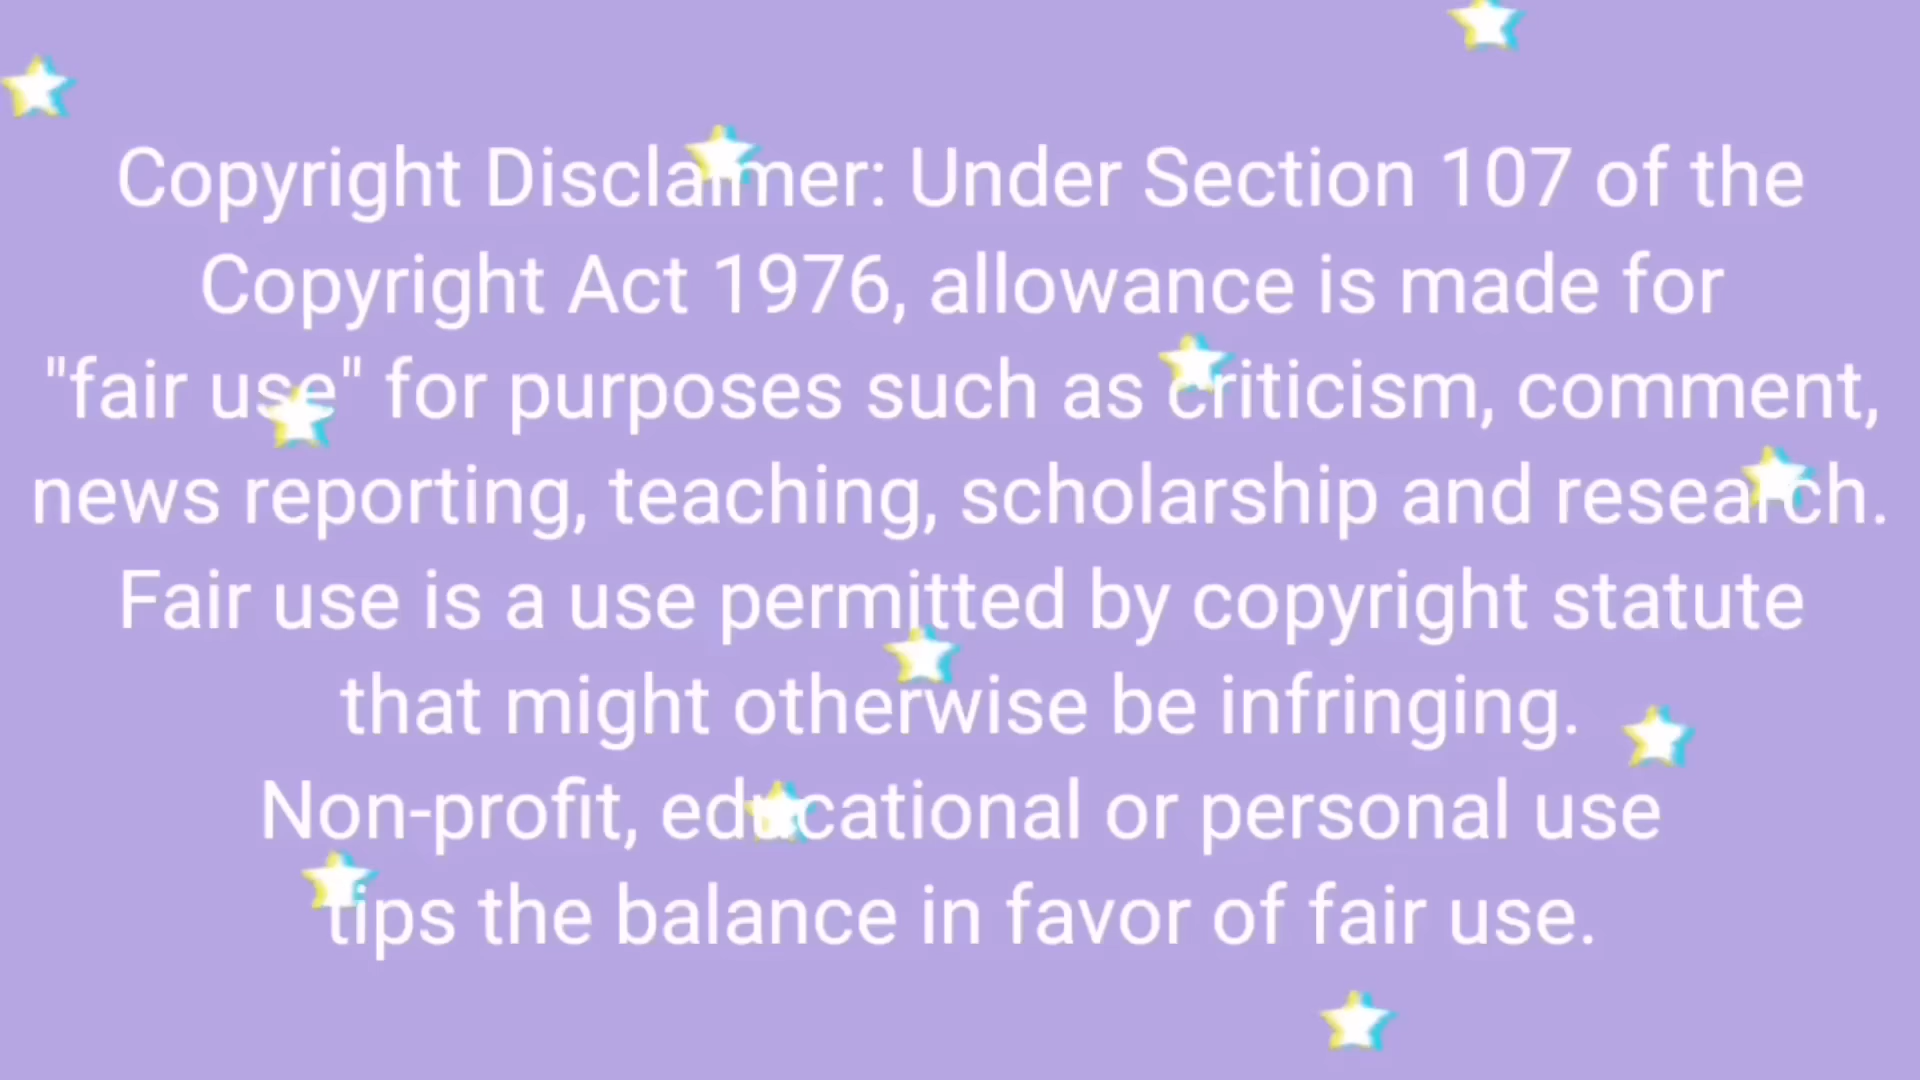 Copyright Disclaimer: Under Section 107 of the
Copyright Act 1976, allowance is made for
"fair use" for purposes such as criticism, comment,
news reporting, teaching, scholarship and research.
Fair use is a use permitted by copyright statute
that might otherwise be infringing.
Non-profit, educational or personal use
tips the balance in favor of fair use.